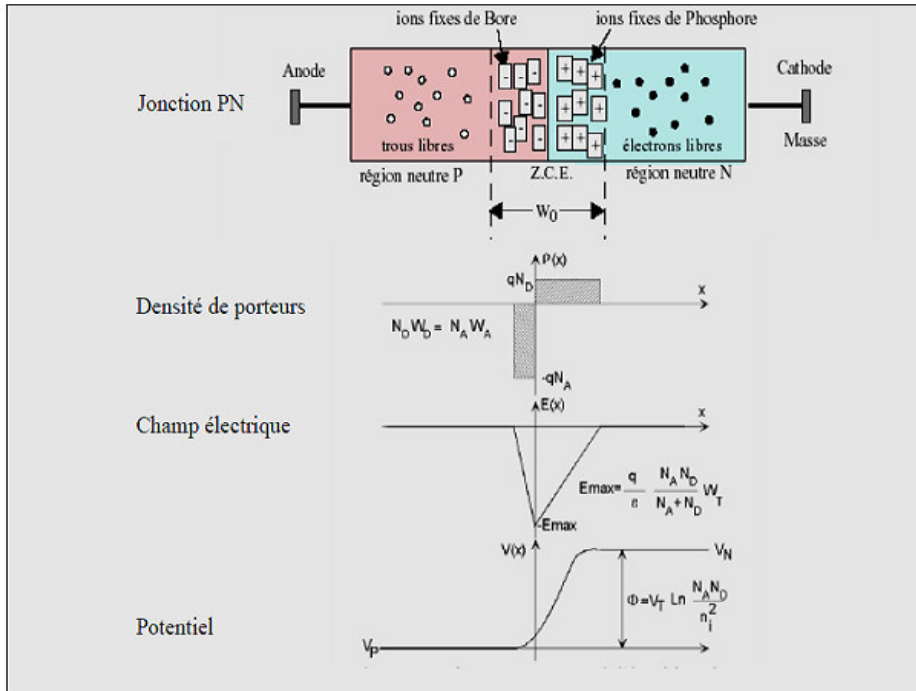 ions fixes de Bore
ions fixes de Phosphore
Anode
Cathode
Jonction PN
Masse
trous libres
électrons libres
région neutre P
Z.C.E.
région neutre N
W0
ρ(x)
qND
x
Densité de porteurs
NDWD = NAWA
-qNA
E(x)
x
Champ électrique
Emax= q/ε NAND/NA+ND WT
-Emax
V(x)
VN
Φ=VT Ln NAND/ni²
Potentiel
VP